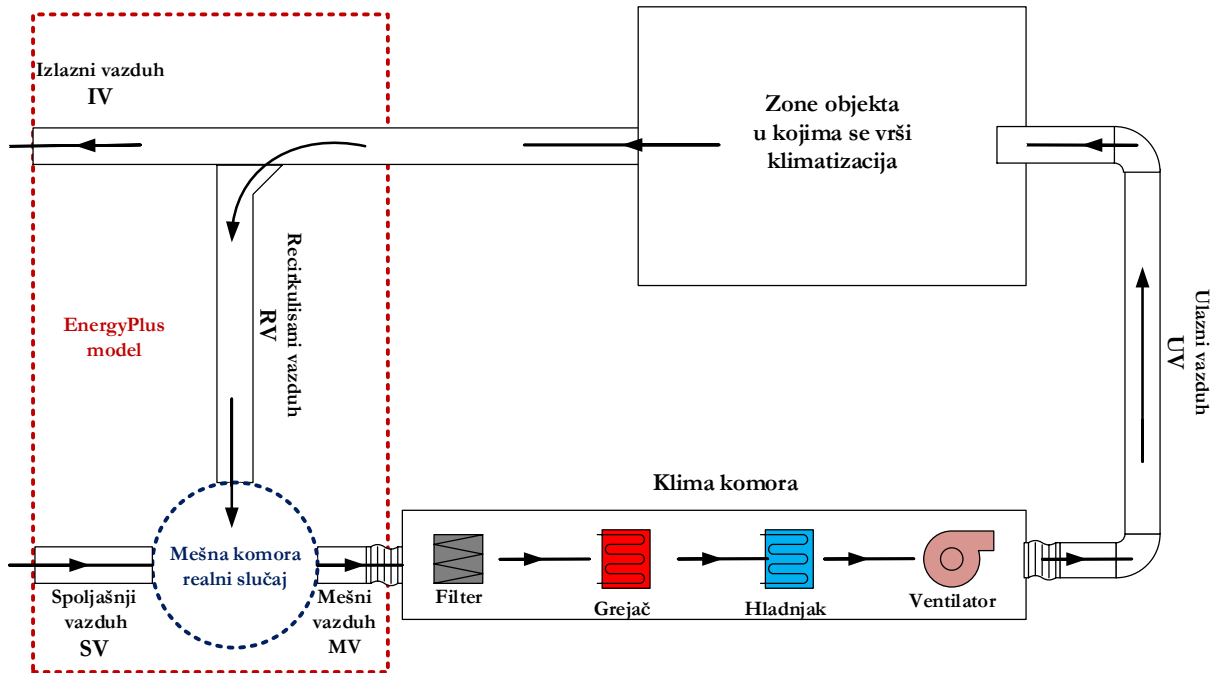 Izlazni vazduh
IV
Zone objekta
u kojima se vrši
klimatizacija
Recirkulisani vazduh
RV
EnergyPlus
model
Ulazni vazduh
UV
Klima komora
Mešna komora
realni slučaj
Spoljašnji
vazduh
SV
Mešni
vazduh
MV
Filter
Grejač
Hladnjak
Ventilator